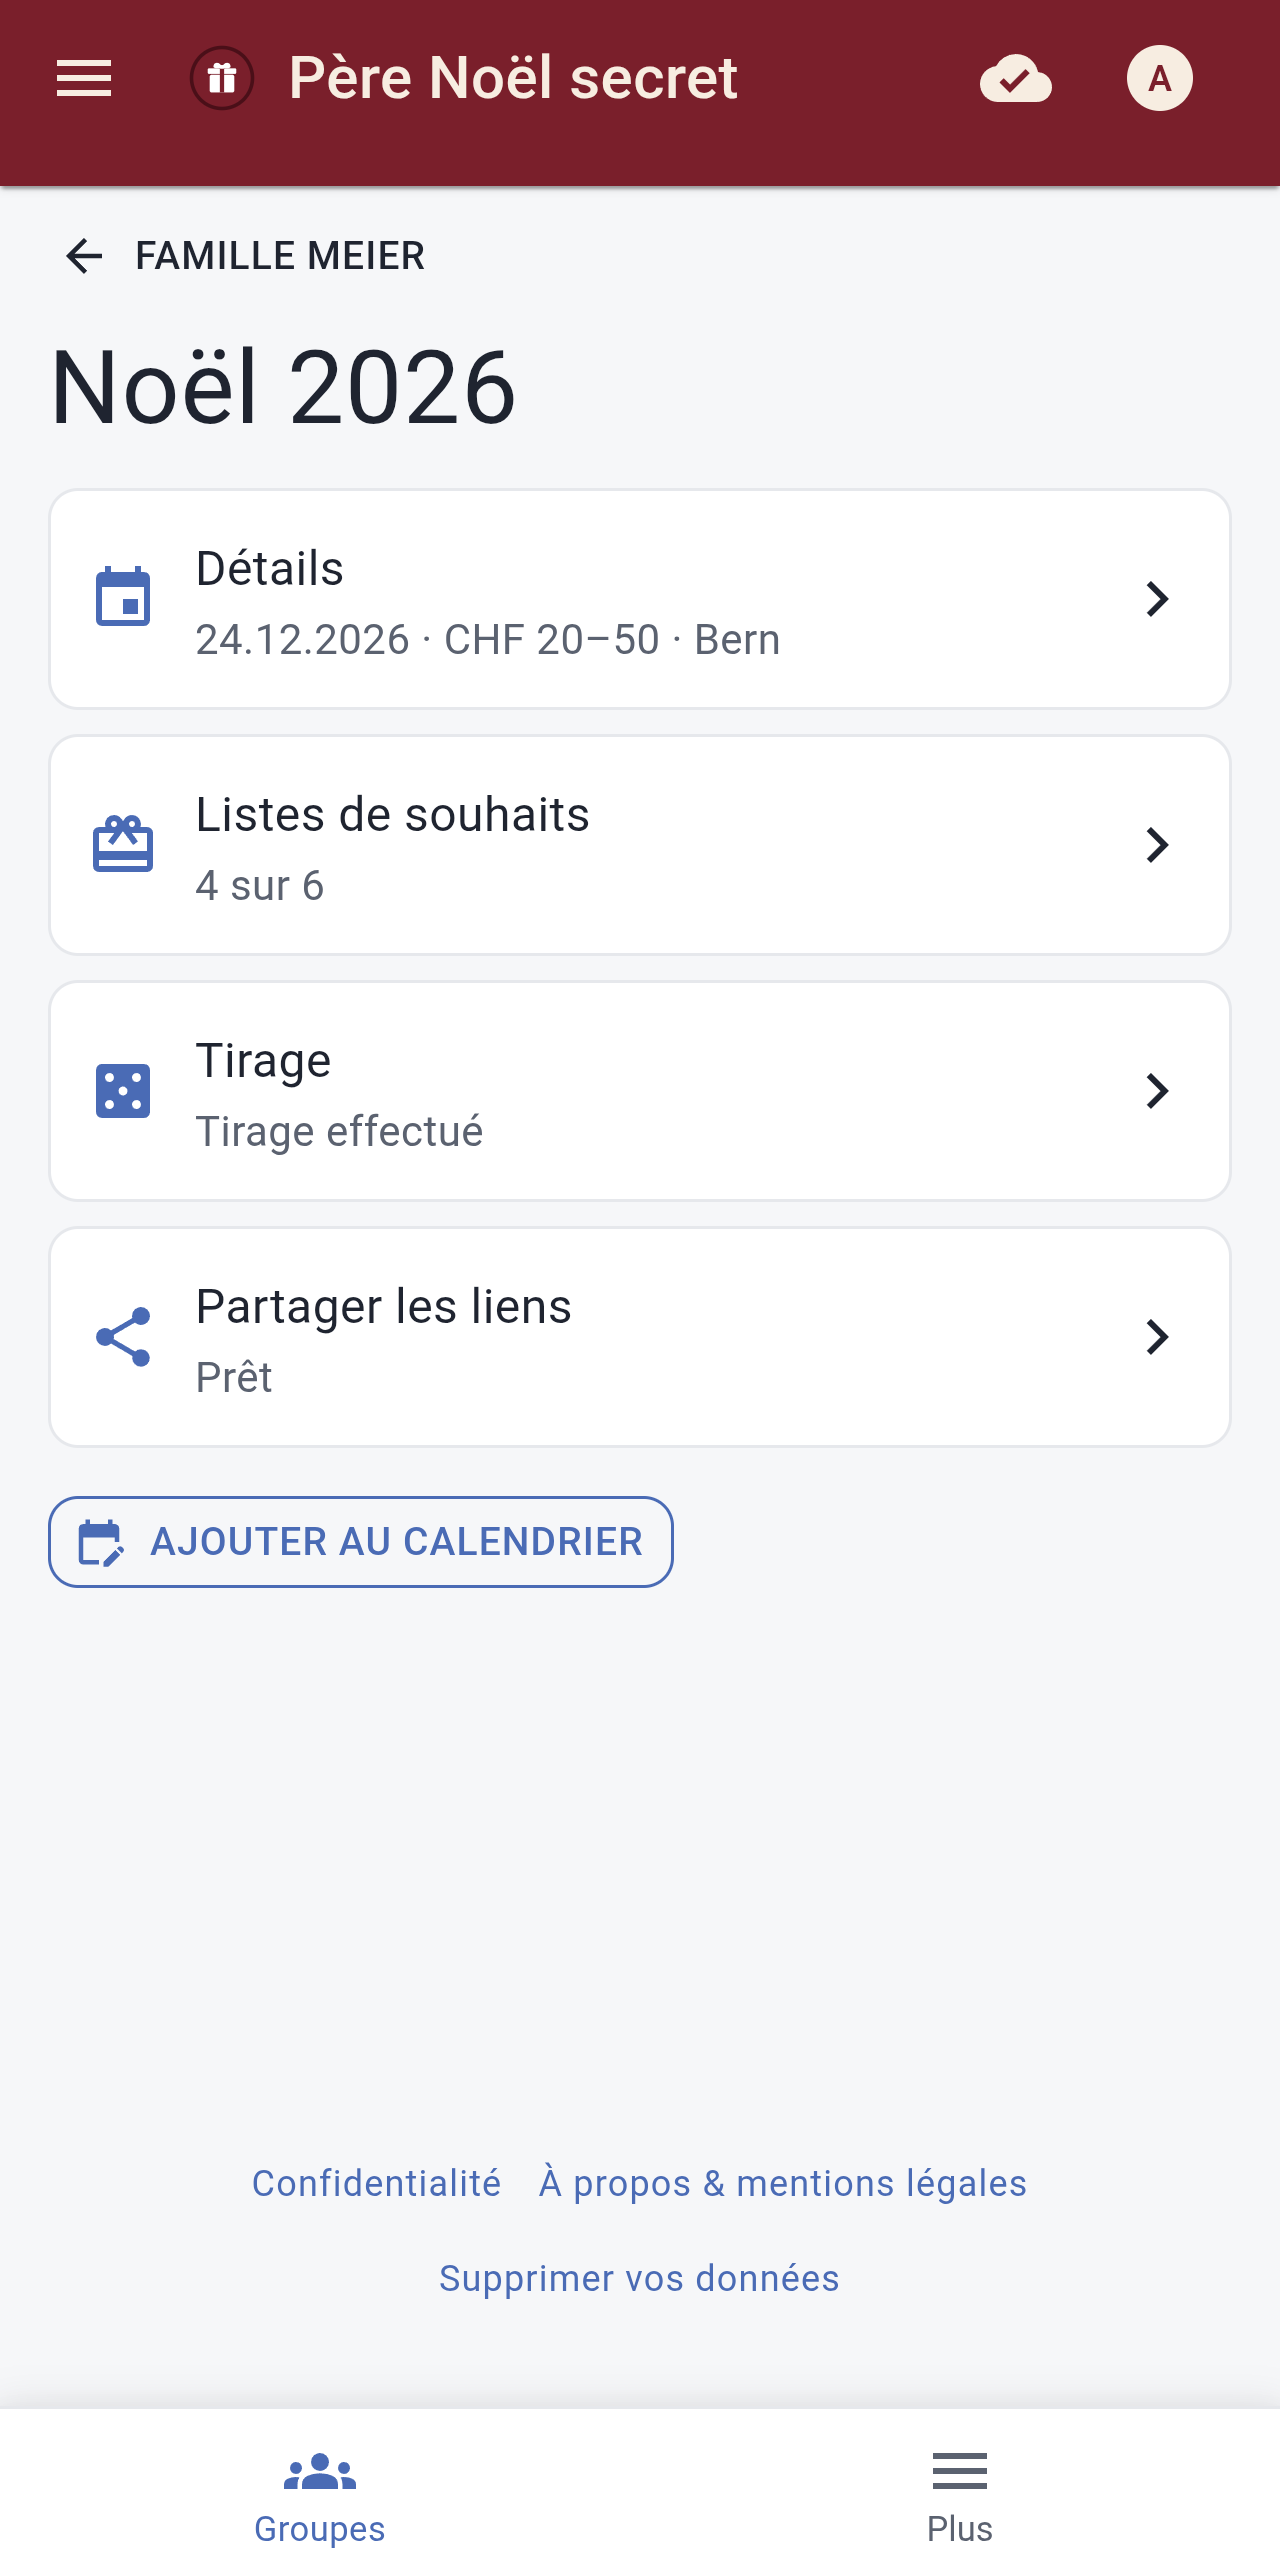 Père Noël secret
A
FAMILLE MEIER
Noël 2026
Détails
24.12.2026 · CHF 20–50 · Bern
Listes de souhaits
4 sur 6
Tirage
Tirage effectué
Partager les liens
Prêt
AJOUTER AU CALENDRIER
Confidentialité À propos & mentions légales
Supprimer vos données
Groupes Plus